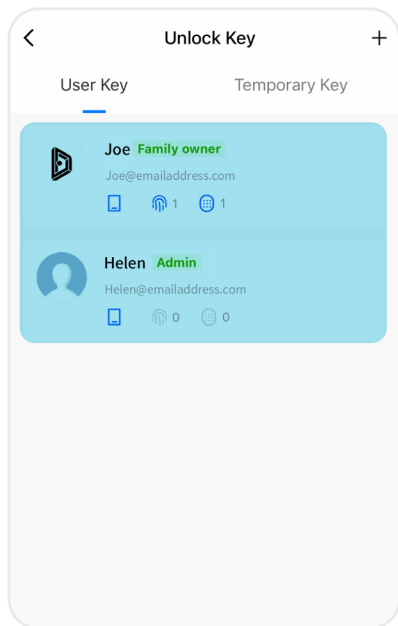 Unlock Key
User Key Temporary Key
Joe Family owner
Joe@emailaddress.com
1 1
Helen Admin
Helen@emailaddress.com
0 0